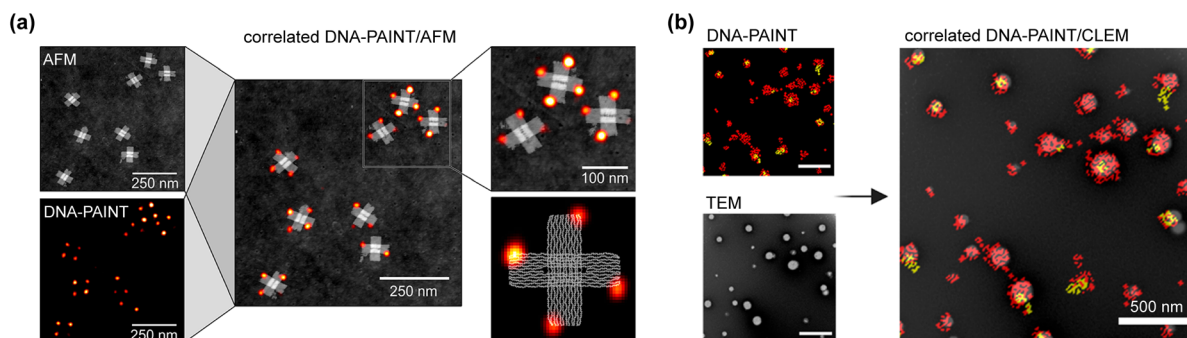 (a)
correlated DNA-PAINT/AFM
AFM
250 nm
DNA-PAINT
250 nm
250 nm
100 nm
(b)
DNA-PAINT
correlated DNA-PAINT/CLEM
TEM
500 nm